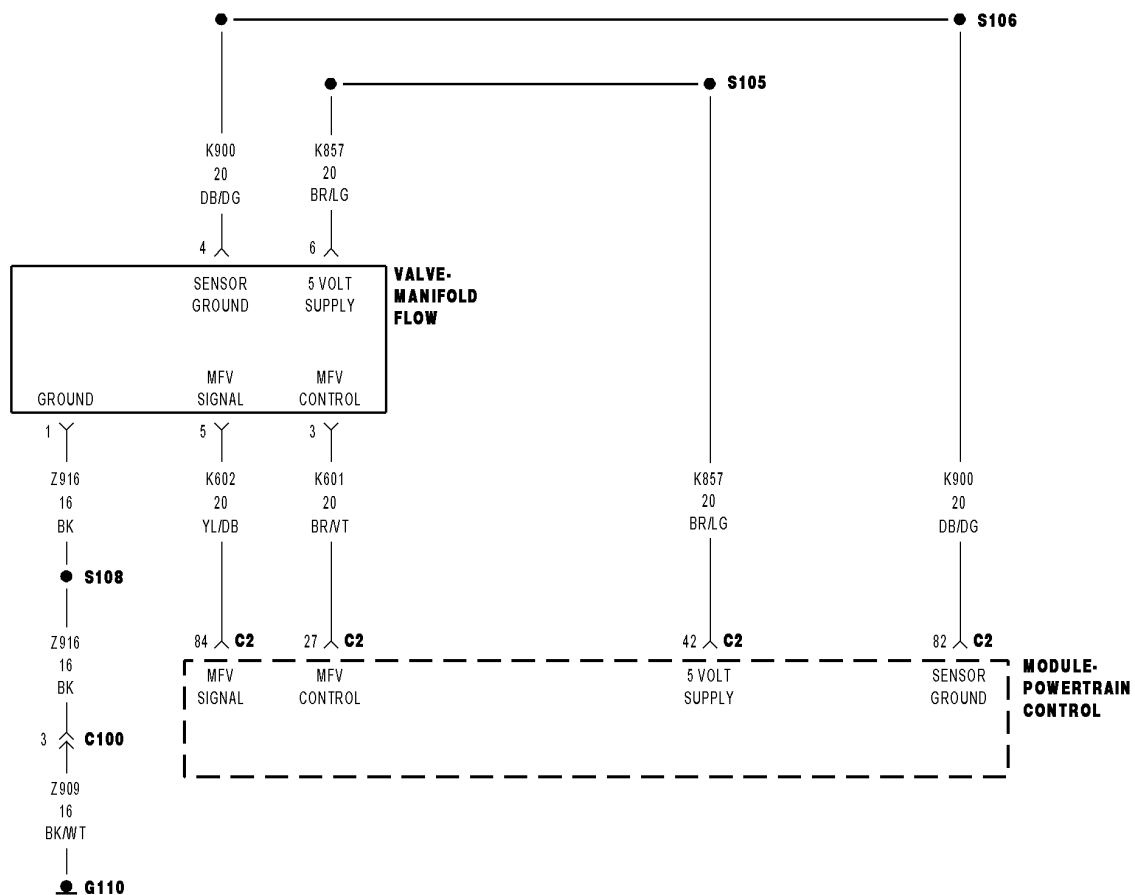 S106
S105
K900 K857
20 20
DB/DG BR/LG
4 6
SENSOR 5 VOLT
GROUND SUPPLY
VALVE-
MANIFOLD
FLOW
MFV MFV
GROUND SIGNAL CONTROL
1 5 3
Z916 K602 K601 K857 K900
16 20 20 20 20
BK YL/DB BR/VT BR/LG DB/DG
S108
Z916
16
BK
84 C2 27 C2 42 C2 82 C2
MFV MFV 5 VOLT SENSOR
SIGNAL CONTROL SUPPLY GROUND
MODULE-
POWERTRAIN
CONTROL
3 C100
Z909
16
BK/WT
G110